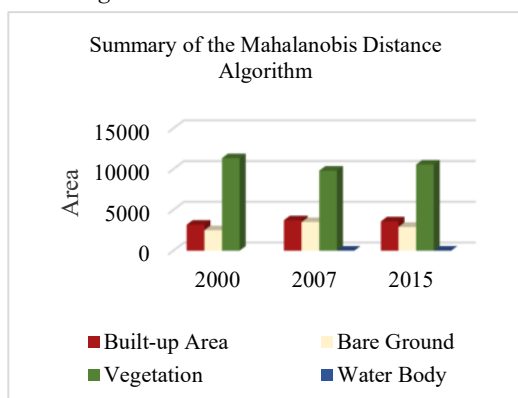 Summary of the Mahalanobis Distance
Algorithm
15000
10000
5000
0
Area
2000 2007 2015
Built-up Area Bare Ground
Vegetation Water Body